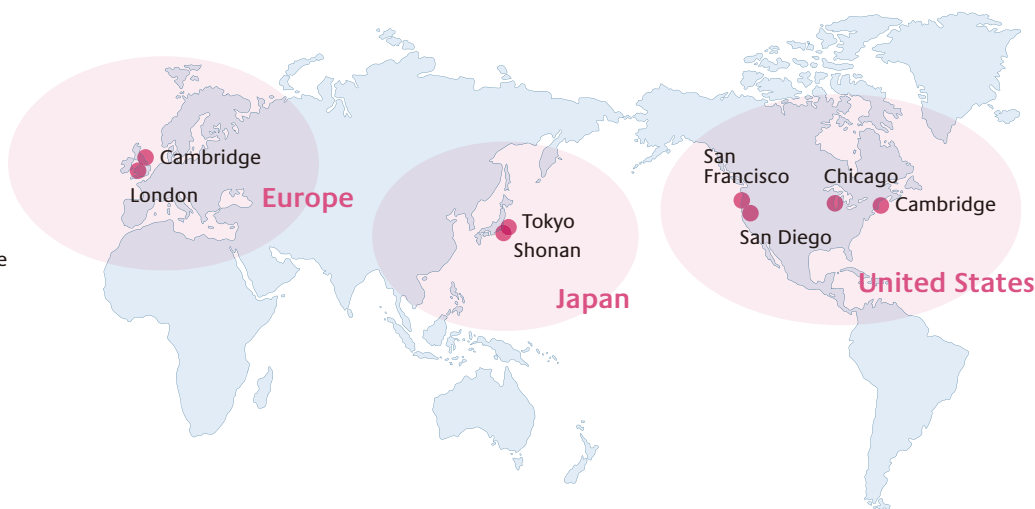 Cambridge
London
Europe
e
Tokyo
Shonan
Japan
San
Francisco
Chicago
Cambridge
San Diego
United States